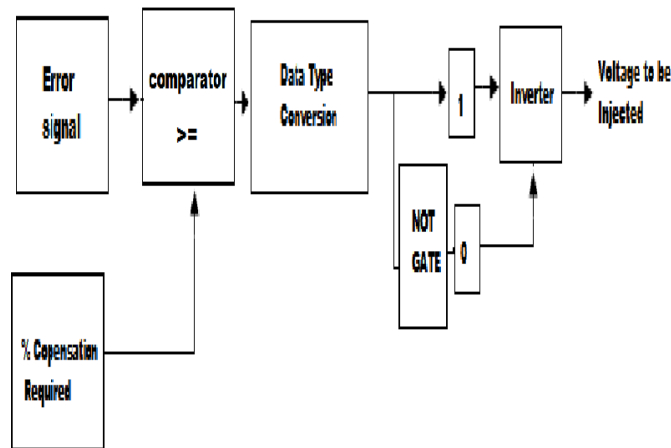 Error
signal
comparator
>=
Data Type
Conversion
1
Inverter
Voltage to be
Injected
NOT
GATE
0
% Copensation
Required